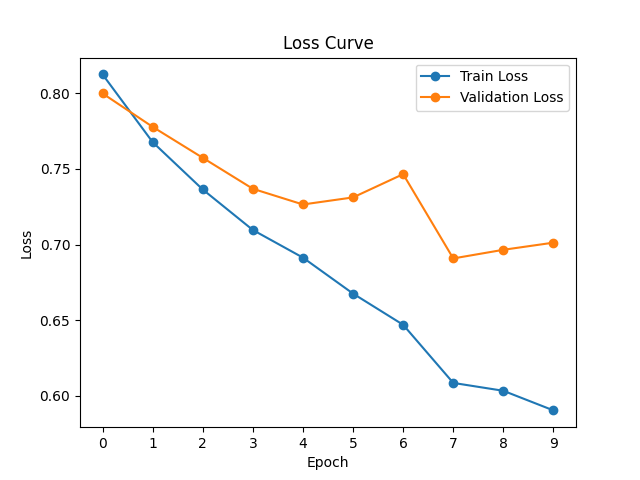 Loss Curve
Train Loss
Validation Loss
0.80
0.75
0.70
0.65
0.60
Loss
0 1 2 3 4 5 6 7 8 9
Epoch